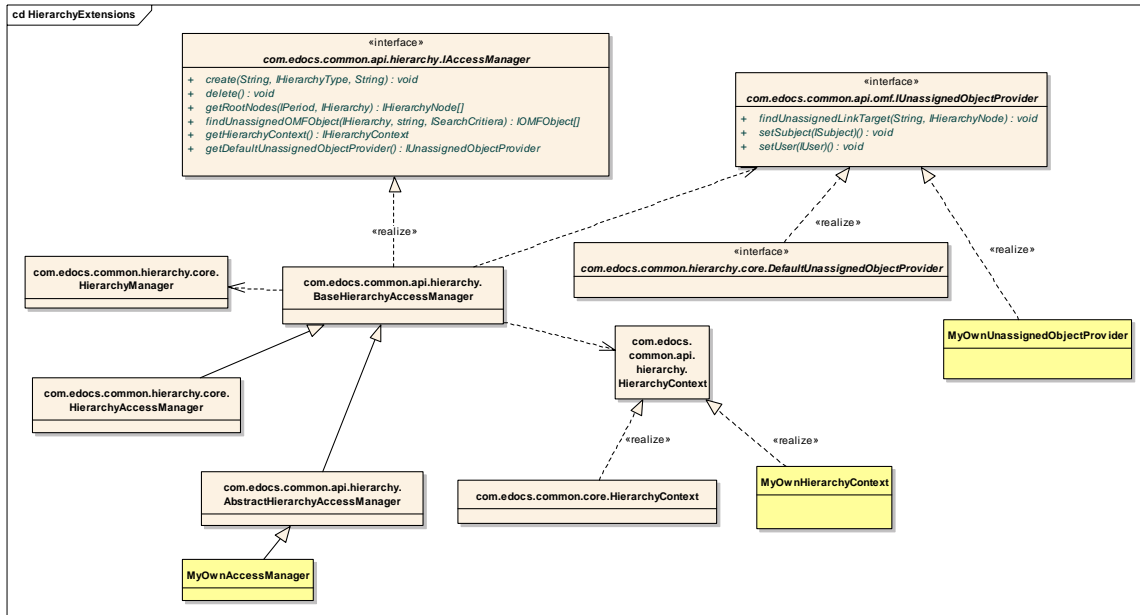 cd HierarchyExtensions
«interface»
com.edocs.common.api.hierarchy.IAccessManager
+ create(String, IHierarchyType, String) : void
+ delete() : void
+ getRootNodes(IPeriod, IHierarchy) : IHierarchyNode[]
+ findUnassignedOMFObject(IHierarchy, string, ISearchCritiera) : IOMFObject[]
+ getHierarchyContext() : IHierarchyContext
+ getDefaultUnassignedObjectProvider() : IUnassignedObjectProvider
«interface»
com.edocs.common.api.omf.IUnassignedObjectProvider
+ findUnassignedLinkTarget(String, IHierarchyNode) : void
+ setSubject(ISubject)() : void
+ setUser(IUser)() : void
«realize»
«realize»
«realize»
«interface»
com.edocs.common.hierarchy.core.DefaultUnassignedObjectProvider
com.edocs.common.hierarchy.core.
HierarchyManager
com.edocs.common.api.hierarchy.
BaseHierarchyAccessManager
MyOwnUnassignedObjectProvider
com.edocs.
common.api.
hierarchy.
HierarchyContext
com.edocs.common.hierarchy.core.
HierarchyAccessManager
«realize»
«realize»
com.edocs.common.api.hierarchy.
AbstractHierarchyAccessManager
com.edocs.common.core.HierarchyContext
MyOwnHierarchyContext
MyOwnAccessManager